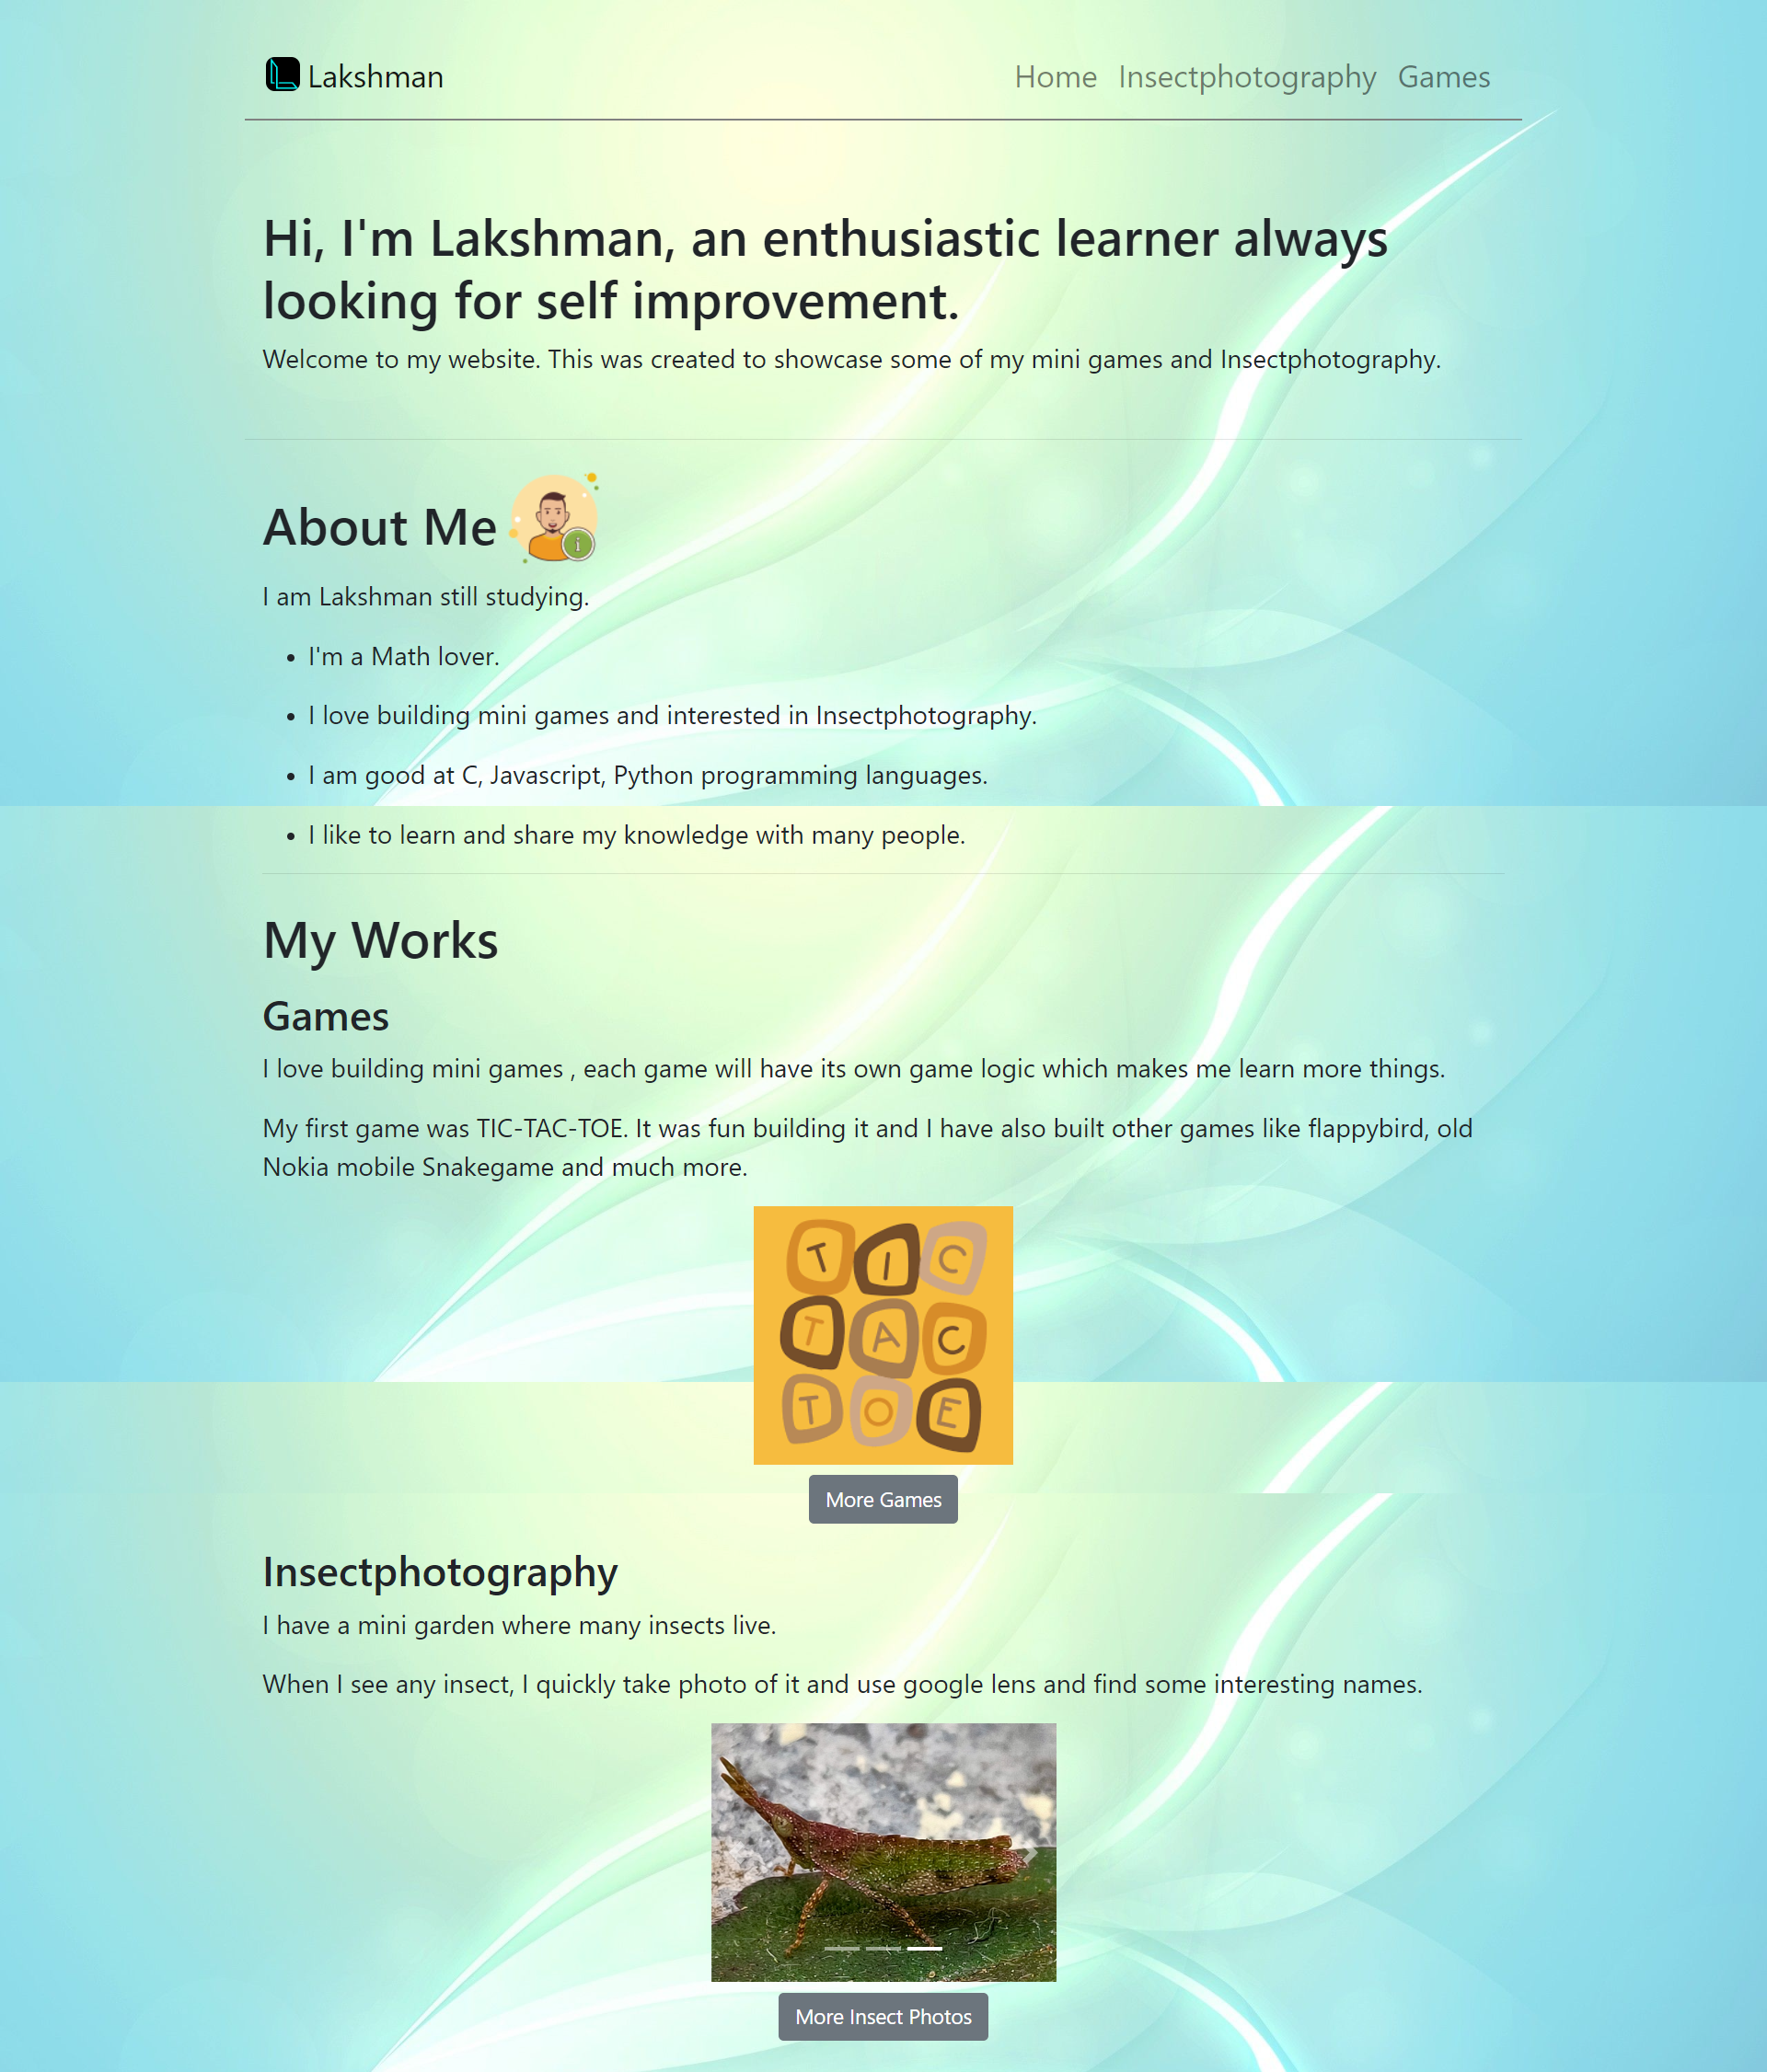 Lakshman
Home Insectphotography Games
Hi, I'm Lakshman, an enthusiastic learner always
looking for self improvement.
Welcome to my website. This was created to showcase some of my mini games and Insectphotography.
About Me
i
I am Lakshman still studying.
• I'm a Math lover.
• I love building mini games and interested in Insectphotography.
• I am good at C, Javascript, Python programming languages.
• I like to learn and share my knowledge with many people.
My Works
Games
I love building mini games , each game will have its own game logic which makes me learn more things.
My first game was TIC-TAC-TOE. It was fun building it and I have also built other games like flappybird, old
Nokia mobile Snakegame and much more.
T I C
T A C
T O E
More Games
Insectphotography
I have a mini garden where many insects live.
When I see any insect, I quickly take photo of it and use google lens and find some interesting names.
More Insect Photos